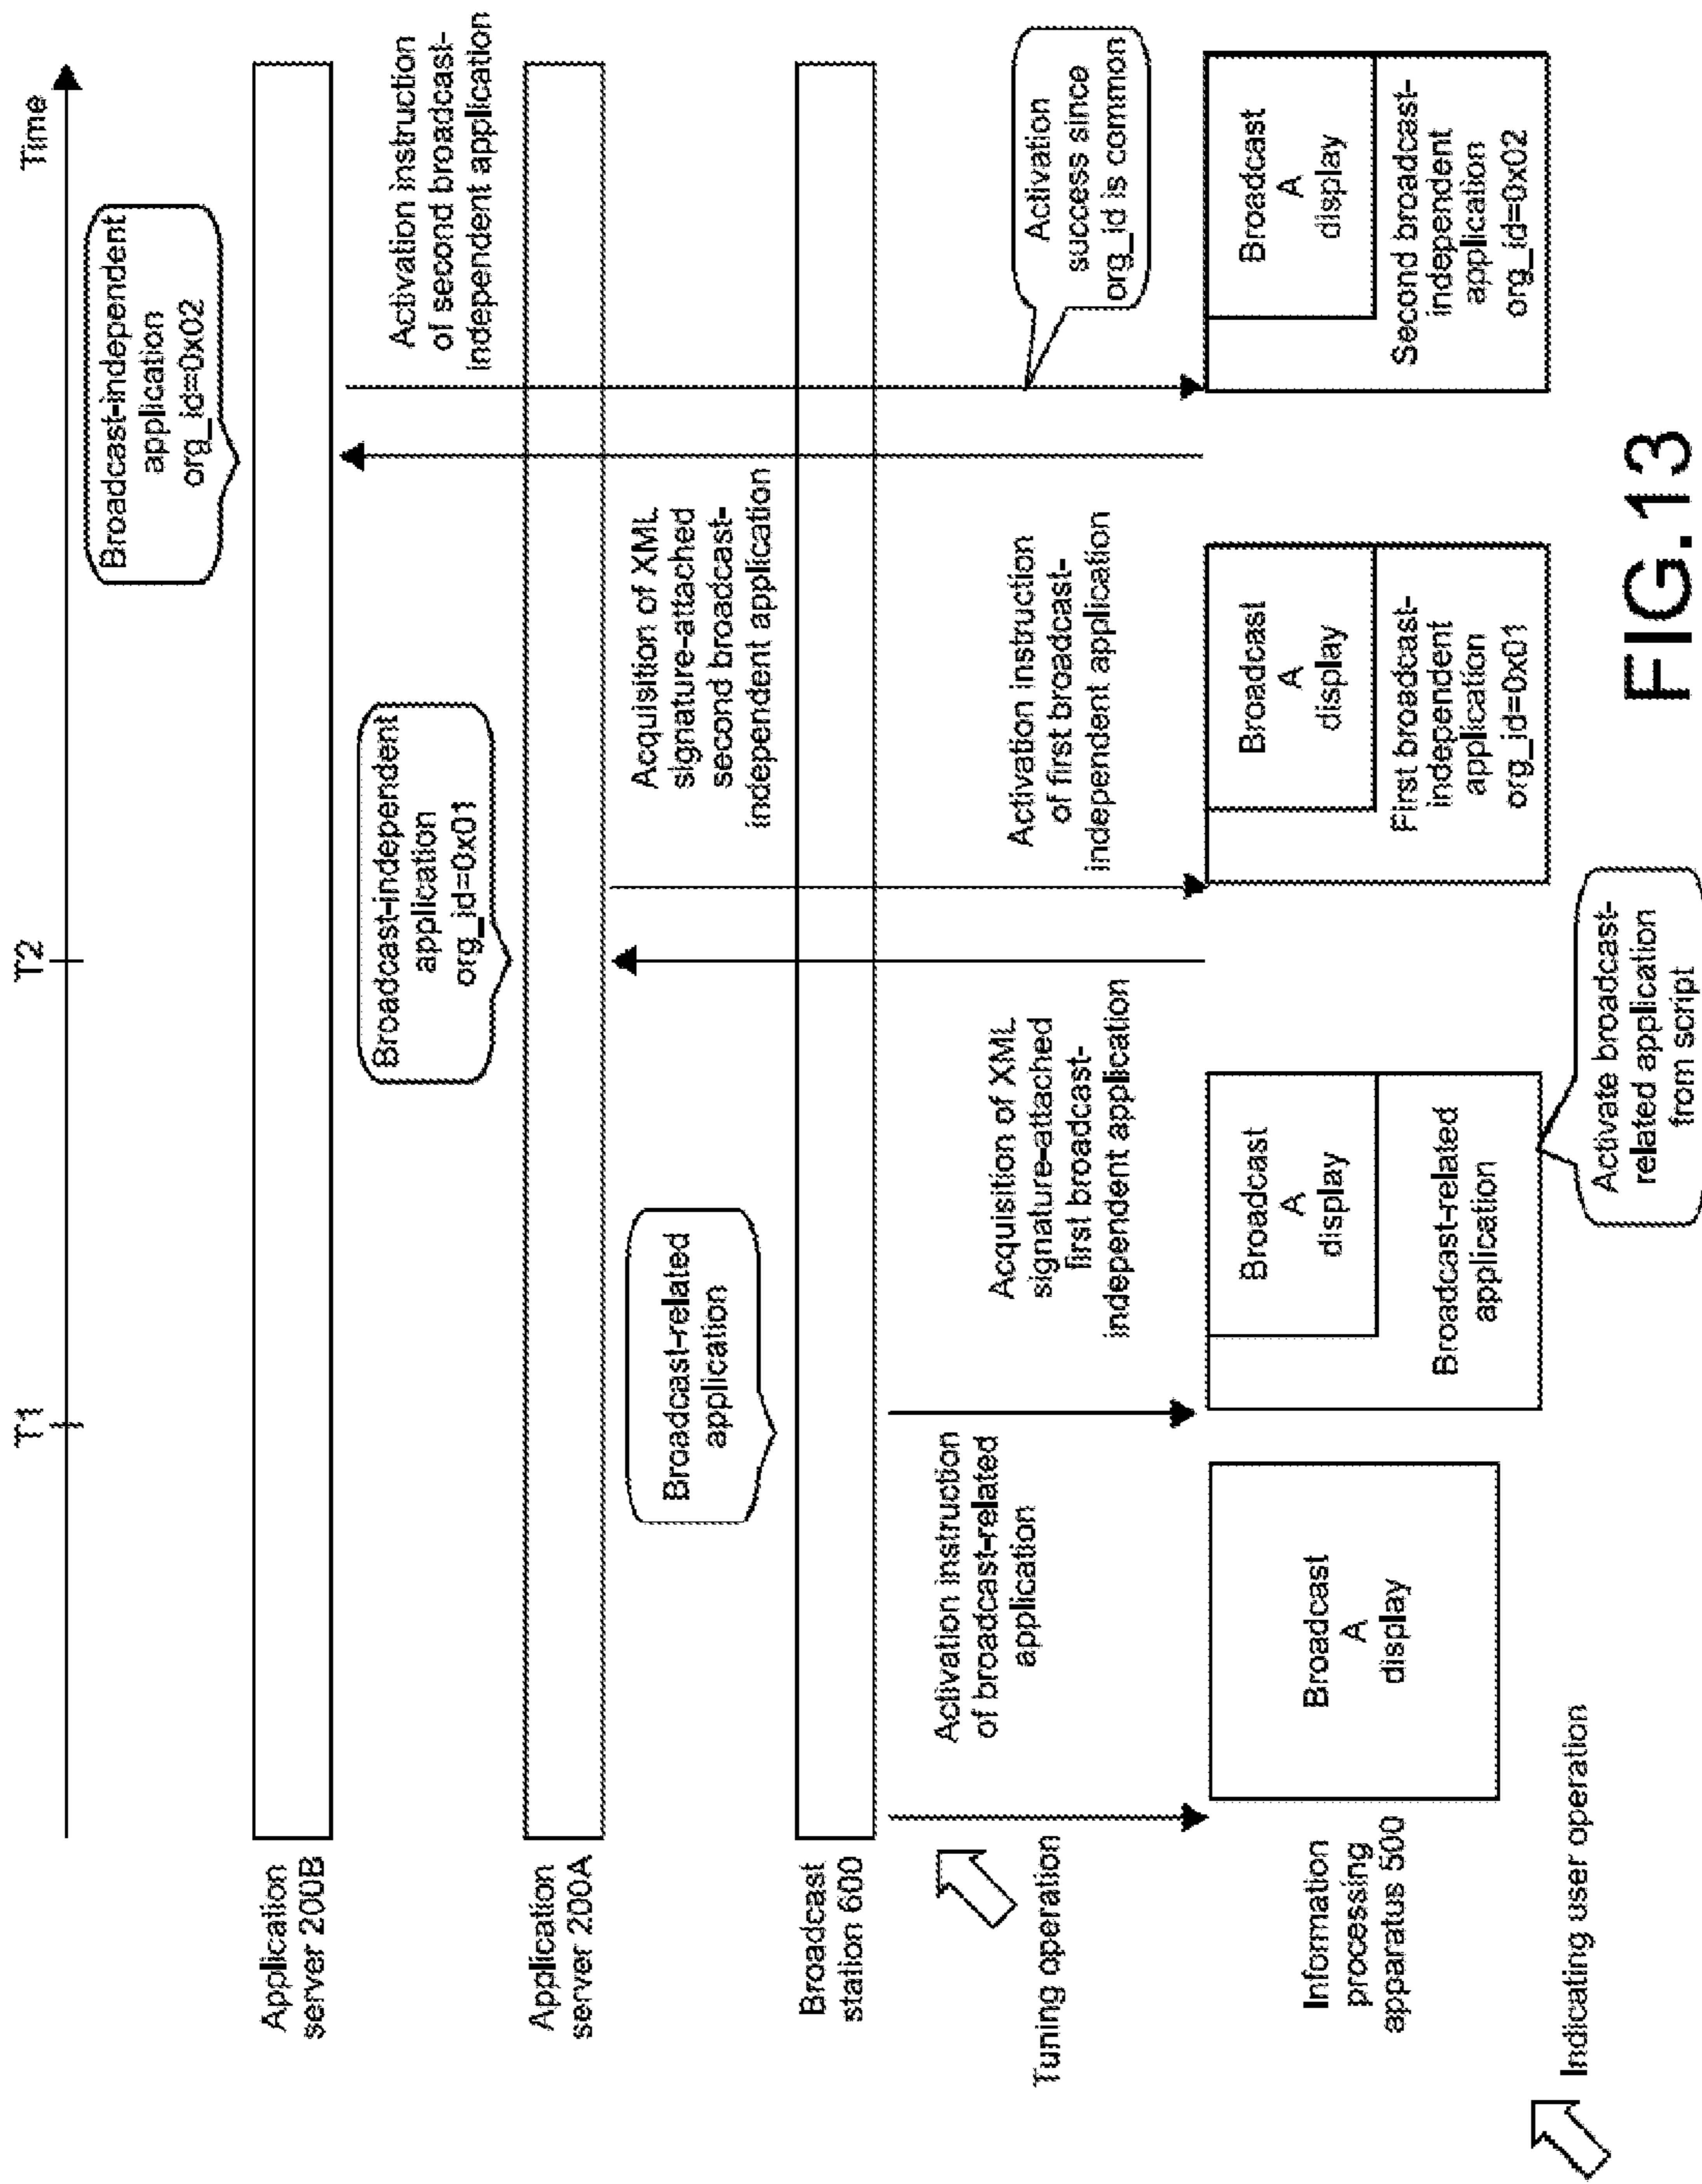 Time
T1
T2
Application
server 200B
Broadcast-independent
application
org_id=0x02
Activation instruction
of second broadcast-
independent application
Broadcast-independent
application
org_id=0x01
Application
server 200A
Broadcast-related
application
Acquisition of XML
signature-attached
second broadcast-
independent application
Broadcast
station 600
Tuning operation
Activation instruction
of broadcast-related
application
Acquisition of XML
signature-attached
first broadcast-
independent application
Activation instruction
of first broadcast-
independent application
Activation
success since
org_id is common
Information
processing
apparatus 500
Broadcast
A
display
Broadcast
A
display
Broadcast-related
application
Broadcast
A
display
First broadcast-
independent
application
org_id=0x01
Broadcast
A
display
Second broadcast-
independent
application
org_id=0x02
Activate broadcast-
related application
from script
Indicating user operation
FIG.13